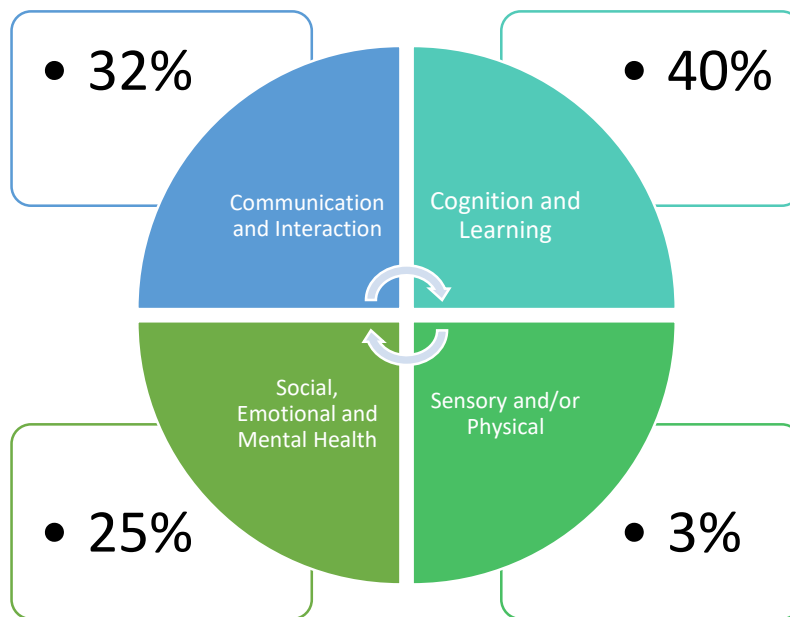 • 32%
• 40%
Communication
and Interaction
Cognition and
Learning
Social,
Emotional and
Mental Health
Sensory and/or
Physical
• 25%
• 3%